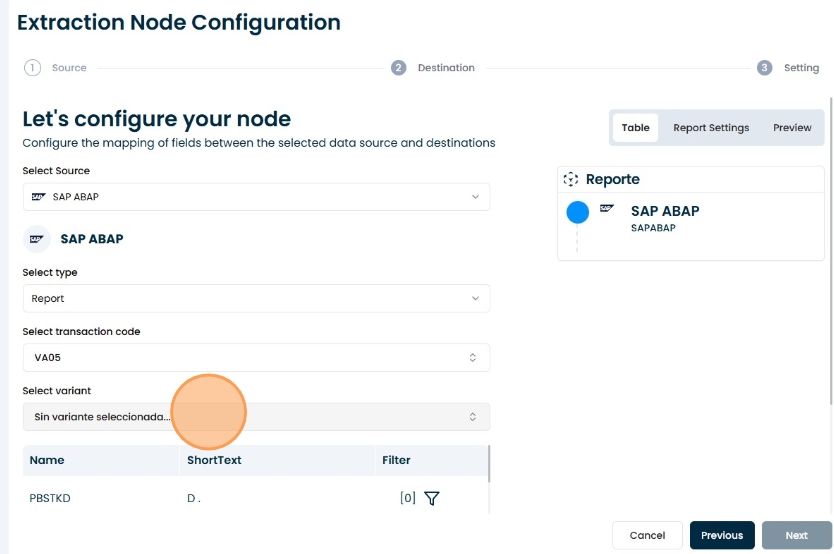 Extraction Node Configuration
1 Source
2 Destination
3 Setting
Let's configure your node
Configure the mapping of fields between the selected data source and destinations
Select Source
SAP SAP ABAP
SAP SAP ABAP
Select type
Report
Select transaction code
VA05
Select variant
Sin variante seleccionada...
Name ShortText Filter
PBSTKD D . [0]
Table Report Settings Preview
Reporte
SAP SAP ABAP
SAPABAP
Cancel Previous Next